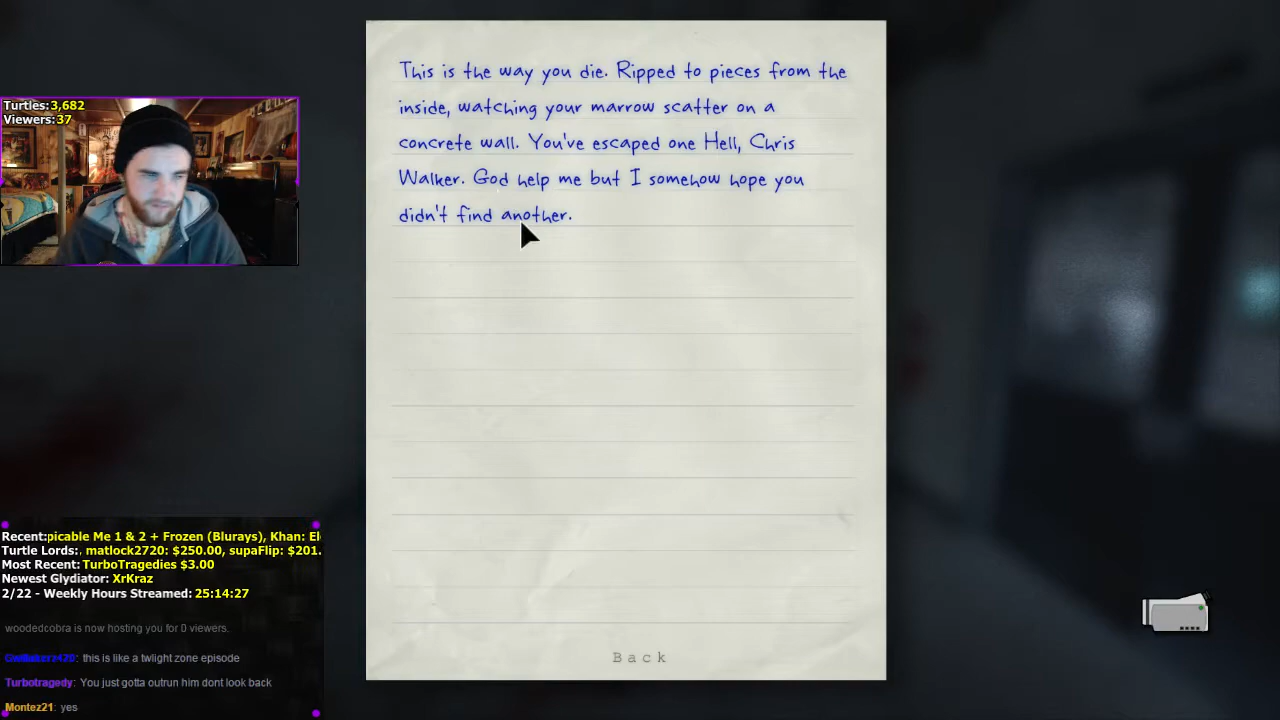 Turtles: 3,682
Viewers: 37
This is the way you die. Ripped to pieces from the
inside, watching your marrow scatter on a
concrete wall. You've escaped one Hell, Chris
Walker. God help me but I somehow hope you
didn't find another.
Back
Recent: picable Me 1 & 2 + Frozen (Blurays), Khan: El
Turtle Lords: , matlock2720: $250.00, supaFlip: $201.
Most Recent: TurboTragedies $3.00
Newest Glydiator: XrKraz
2/22 - Weekly Hours Streamed: 25:14:27
woodedcobra is now hosting you for 0 viewers.
this is like a twlight zone episode
Turbotragedy: You just gotta outrun him dont look back
Montez21: yes